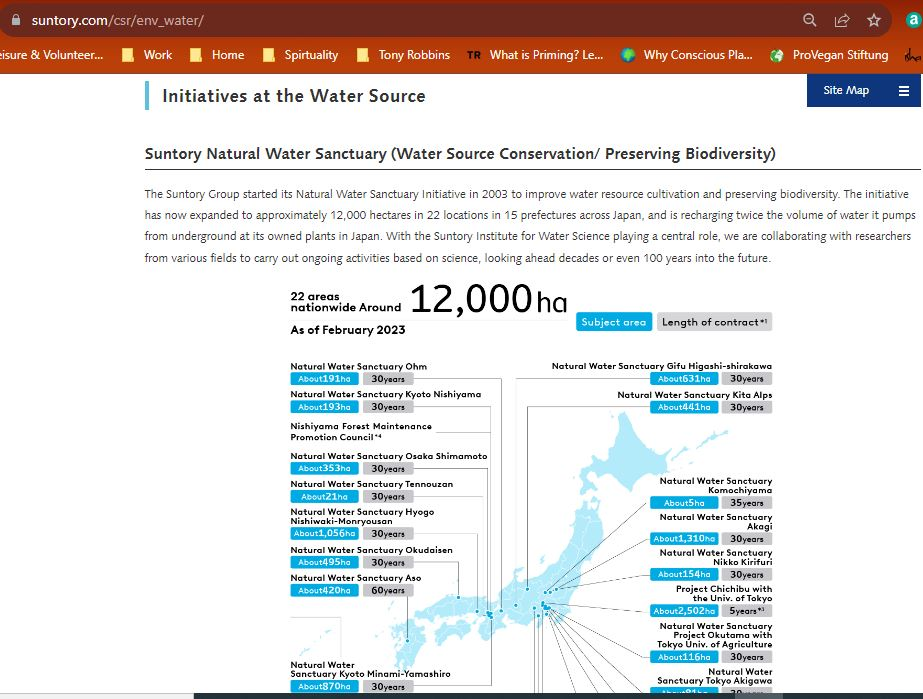 suntory.com/csr/env_water/
eisure & Volunteer...
Work
Home
Spirtuality
Tony Robbins
TR What is Priming? Le...
Why Conscious Pla...
ProVegan Stiftung
Initiatives at the Water Source
Site Map
Suntory Natural Water Sanctuary (Water Source Conservation/ Preserving Biodiversity)
The Suntory Group started its Natural Water Sanctuary Initiative in 2003 to improve water resource cultivation and preserving biodiversity. The initiative
has now expanded to approximately 12,000 hectares in 22 locations in 15 prefectures across Japan, and is recharging twice the volume of water it pumps
from underground at its owned plants in Japan. With the Suntory Institute for Water Science playing a central role, we are collaborating with researchers
from various fields to carry out ongoing activities based on science, looking ahead decades or even 100 years into the future.
22 areas
nationwide Around 12,000ha
As of February 2023
Subject area
Length of contract*1
Natural Water Sanctuary Ohm
About191ha 30years
Natural Water Sanctuary Kyoto Nishiyama
About193ha 30years
Nishiyama Forest Maintenance
Promotion Council*4
Natural Water Sanctuary Osaka Shimamoto
About353ha 30years
Natural Water Sanctuary Tennouzan
About21ha 30years
Natural Water Sanctuary Hyogo
Nishiwaki-Monryousan
About1,056ha 30years
Natural Water Sanctuary Okudaisen
About495ha 30years
Natural Water Sanctuary Aso
About420ha 60years
Natural Water
Sanctuary Kyoto Minami-Yamashiro
About870ha 30years
Natural Water Sanctuary Gifu Higashi-shirakawa
About631ha 30years
Natural Water Sanctuary Kita Alps
About441ha 30years
Natural Water Sanctuary
Komochiyama
About5ha 35years
Natural Water Sanctuary
Akagi
About1,310ha 30years
Natural Water Sanctuary
Nikko Kirifuri
About154ha 30years
Project Chichibu with
the Univ. of Tokyo
About2,502ha 5years*3
Natural Water Sanctuary
Project Okutama with
Tokyo Univ. of Agriculture
About116ha 30years
Natural Water
Sanctuary Tokyo Akigawa